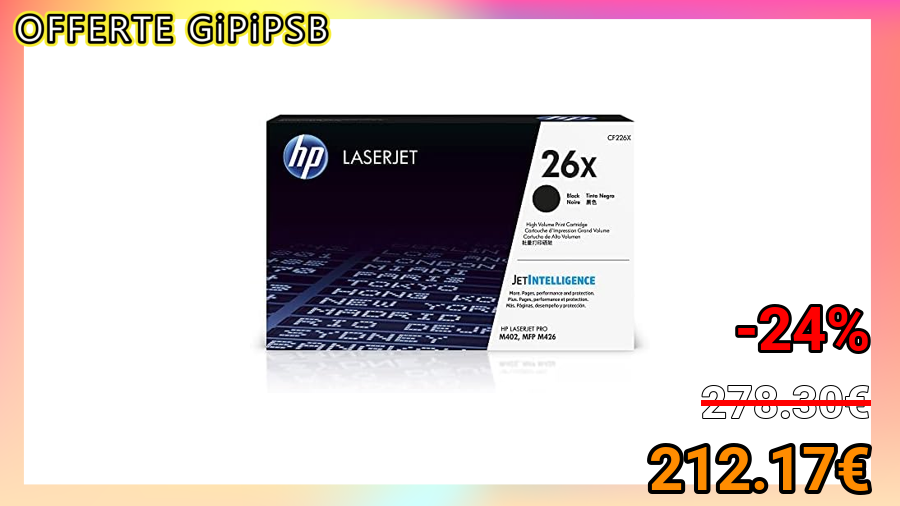 OFFERTE GiPiPSB
hp
LASERJET
CF226X
26X
Black Tinta Negro
Noire 黑色
High Volume Print Cartridge
Cartouche d'Impression Grand Volume
Cartucho de Alto Volumen
JETINTELLIGENCE
More. Pages, performance and protection.
Plus. Pages, performance et protection.
Más. Páginas, desempeño y protección.
HP LASERJET PRO
M402, MFP M426
-24%
278.30€
212.17€